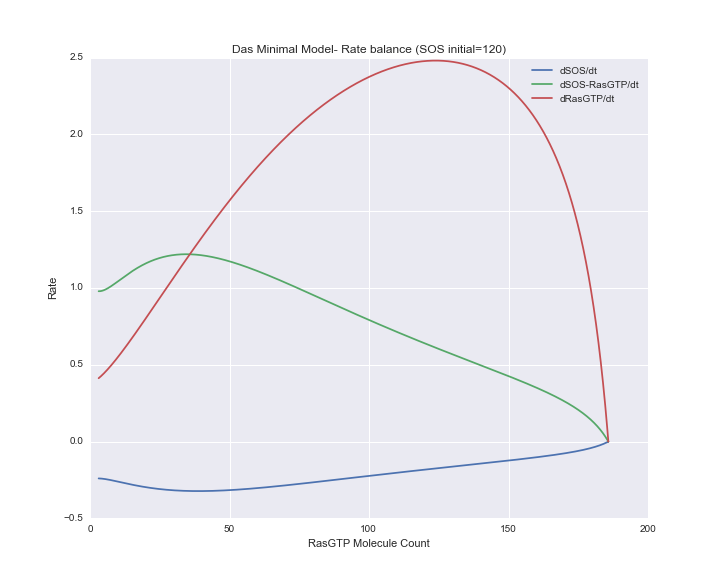 Das Minimal Model- Rate balance (SOS initial=120)
dSOS/dt
dSOS-RasGTP/dt
dRasGTP/dt
2.5
2.0
1.5
1.0
0.5
0.0
−0.5
Rate
0 50 100 150 200
RasGTP Molecule Count